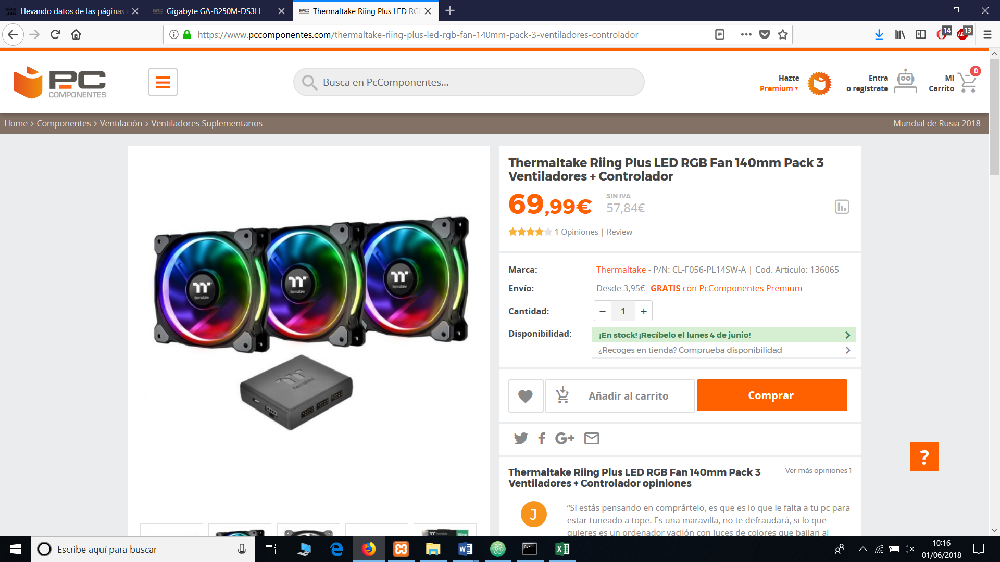 Llevando datos de las páginas
Gigabyte GA-B250M-DS3H
Thermaltake Riing Plus LED RG
https://www.pccomponentes.com/thermaltake-riing-plus-led-rgb-fan-140mm-pack-3-ventiladores-controlador
14
13
ABP
PC
COMPONENTES
Busca en PcComponentes...
Hazte
Premium
Entra
o regístrate
Mi
Carrito
0
Home > Componentes > Ventilación > Ventiladores Suplementarios
Mundial de Rusia 2018
Thermaltake Riing Plus LED RGB Fan 140mm Pack 3
Ventiladores + Controlador
69,99€
SIN IVA
57,84€
1 Opiniones | Review
Marca:
Thermaltake - P/N: CL-F056-PL14SW-A | Cod. Artículo: 136065
Envío:
Desde 3,95€ GRATIS con PcComponentes Premium
Cantidad:
− 1 +
Disponibilidad:
¡En stock! ¡Recíbelo el lunes 4 de junio!
¿Recoges en tienda? Comprueba disponibilidad
thermaltake
thermaltake
thermaltake
thermaltake
Añadir al carrito
Comprar
G+
?
Thermaltake Riing Plus LED RGB Fan 140mm Pack 3
Ventiladores + Controlador opiniones
Ver más opiniones 1
J
“Si estás pensando en comprártelo, es que es lo que le falta a tu pc para
estar tuneado a tope. Es una maravilla, no te defraudará, si lo que
quieres es un ordenador vacilón con luces de colores que bailan al
Escribe aquí para buscar
10:16
01/06/2018